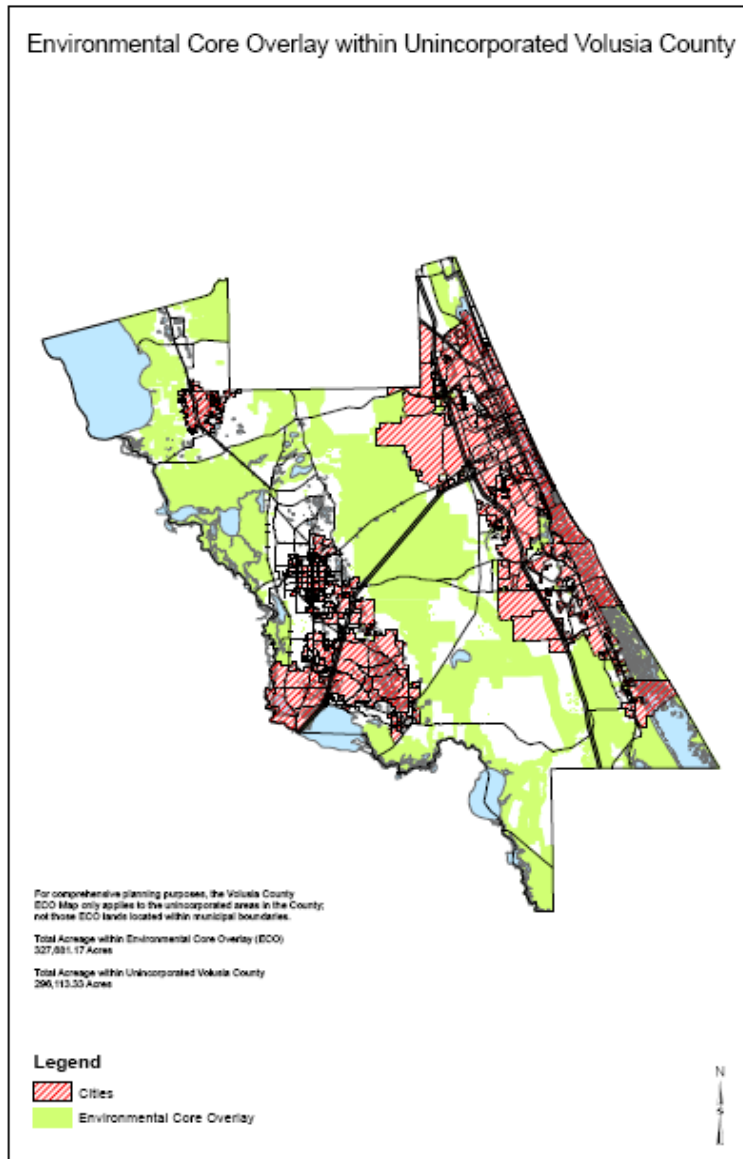 Environmental Core Overlay within Unincorporated Volusia County
For comprehensive planning purposes, the Volusia County
ECO Map only applies to the unincorporated areas in the County;
not those ECO lands located within municipal boundaries.
Total Acreage within Environmental Core Overlay (ECO)
Acres
Total Acreage within Unincorporated Volusia County
Acres
Legend
Cities
Environmental Core Overlay
N